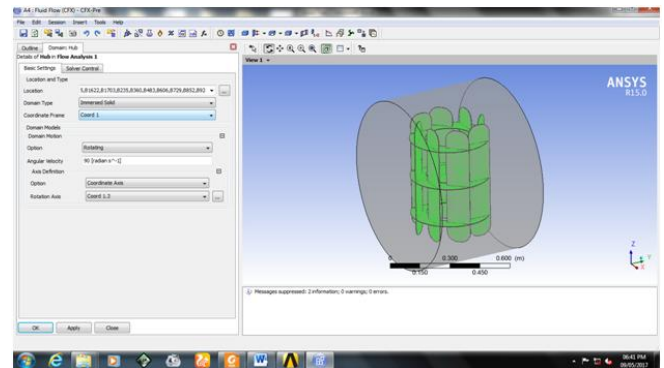 A4 : Fluid Flow (CFX) - CFX-Pre
File Edit Session Insert Tools Help
Outline Domain: Hub
Details of Hub in Flow Analysis 1
Basic Settings Solver Control
Location and Type
Location
Domain Type Immersed Solid
Coordinate Frame Coord 1
Domain Models
Domain Motion
Option Rotating
Angular Velocity 90 [radian s^-1]
Axis Definition
Option Coordinate Axis
Rotation Axis Coord 1.3
OK Apply Close
View 1
ANSYS
R15.0
0 0.300 0.600 (m)
0.150 0.450
Z
Y
X
Messages suppressed: 2 information; 0 warnings; 0 errors.
06:41 PM
09/05/2017